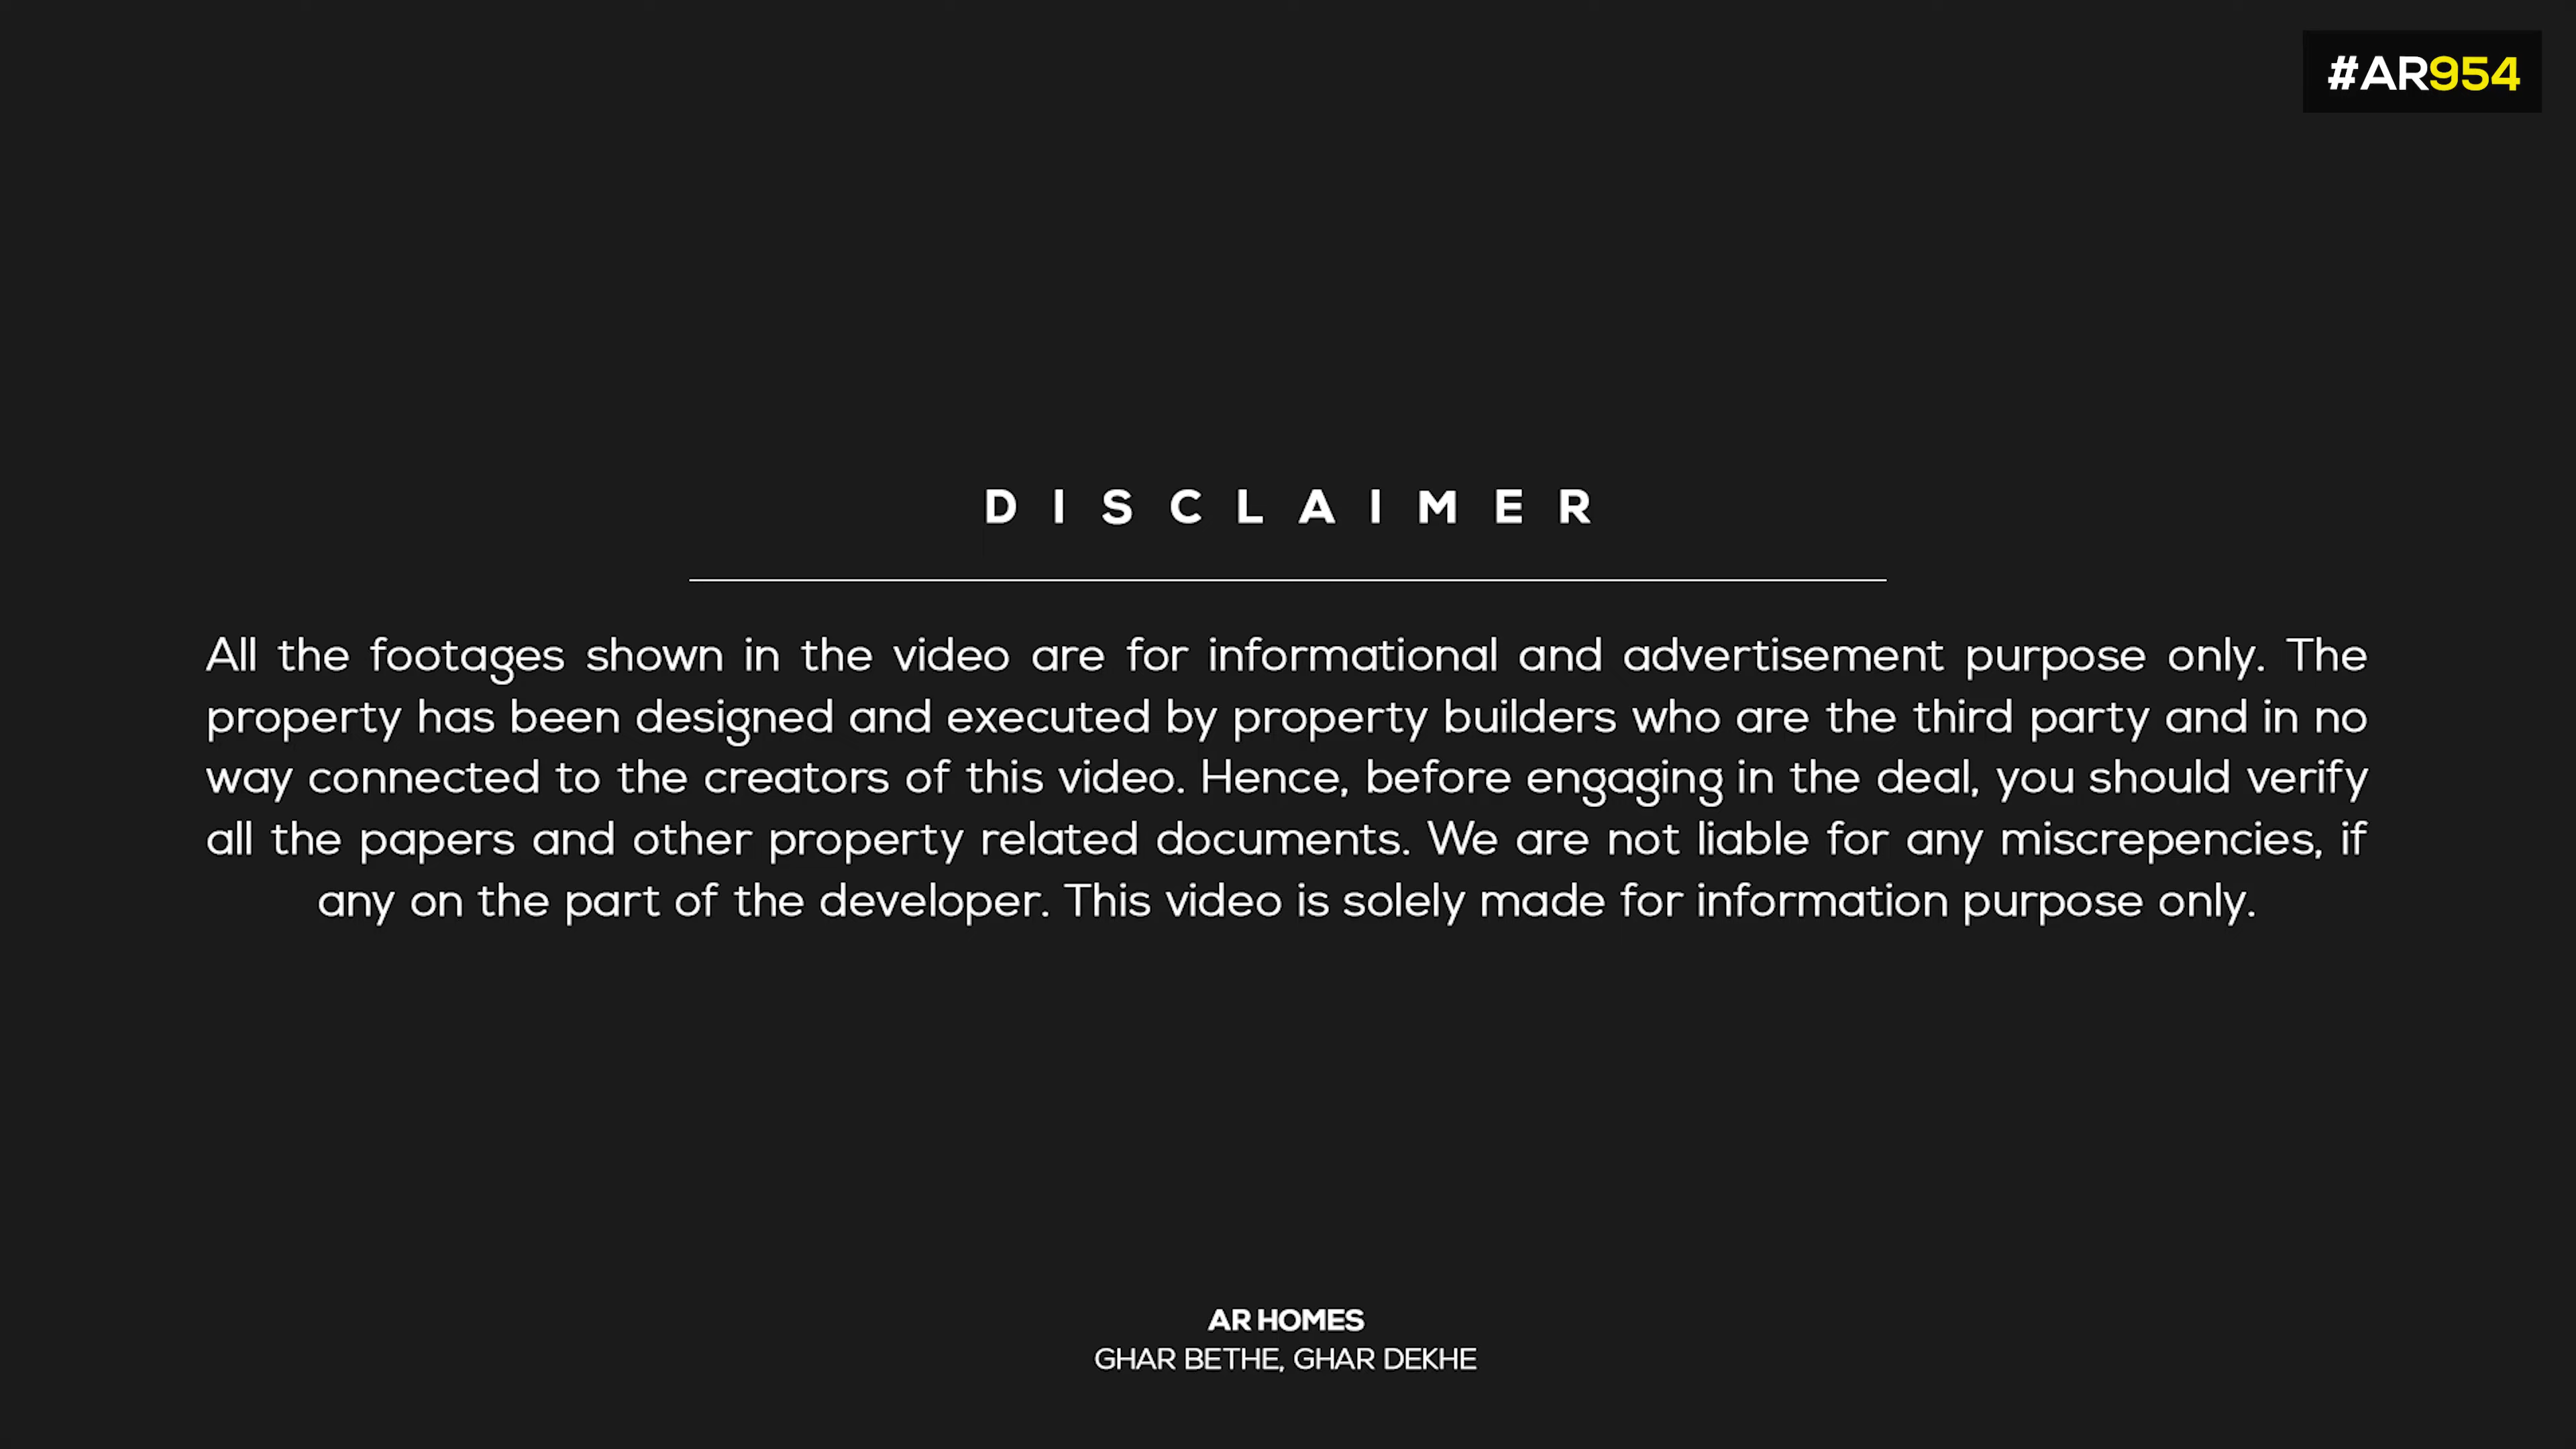 #AR954
DISCLAIMER
All the footages shown in the video are for informational and advertisement purpose only. The
property has been designed and executed by property builders who are the third party and in no
way connected to the creators of this video. Hence, before engaging in the deal, you should verify
all the papers and other property related documents. We are not liable for any miscrepencies, if
any on the part of the developer. This video is solely made for information purpose only.
AR HOMES
GHAR BETHE, GHAR DEKHE